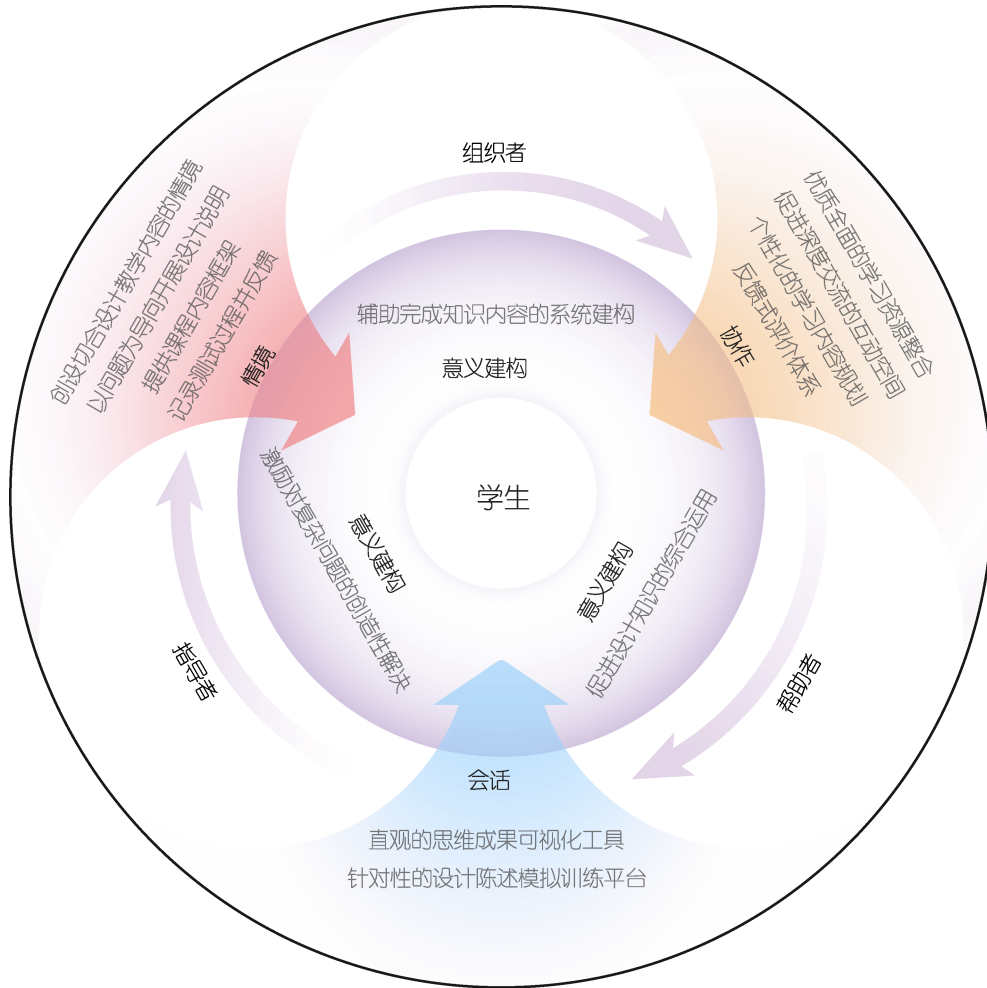 组织者
辅助完成知识内容的系统建构
意义建构
创设切合设计教学内容的情境
以问题为导向开展设计说明
提供课程内容框架
记录测试过程并反馈
情境
优质全面的学习资源整合
促进深度交流的互动空间
个性化的学习内容规划
反馈式评价体系
协作
学生
激励对复杂问题的创造性解决
意义建构
意义建构
促进设计知识的综合运用
指导者
帮助者
会话
直观的思维成果可视化工具
针对性的设计陈述模拟训练平台